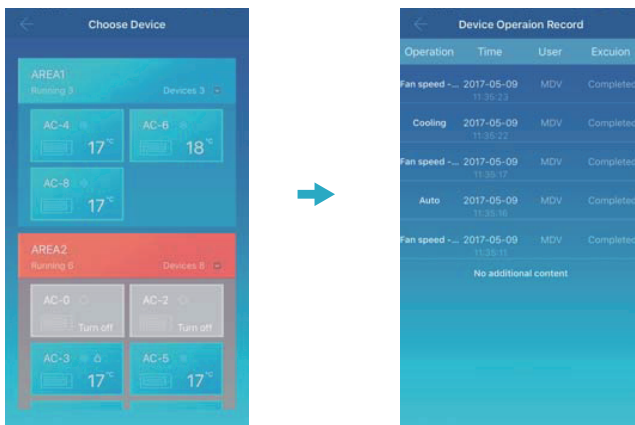 Choose Device
AREA1
Running 3 Devices 3
AC-4 AC-6
17℃ 18℃
AC-8
17℃
AREA2
Running 6 Devices 8
AC-0 AC-2
Turn off Turn off
AC-3 AC-5
17℃ 17℃
Device Operaion Record
Operation Time User Excuion
Fan speed -... 2017-05-09 MDV Completed
11:35:23
Cooling 2017-05-09 MDV Completed
11:35:22
Fan speed -... 2017-05-09 MDV Completed
11:35:17
Auto 2017-05-09 MDV Completed
11:35:16
Fan speed -... 2017-05-09 MDV Completed
11:35:11
No additional content